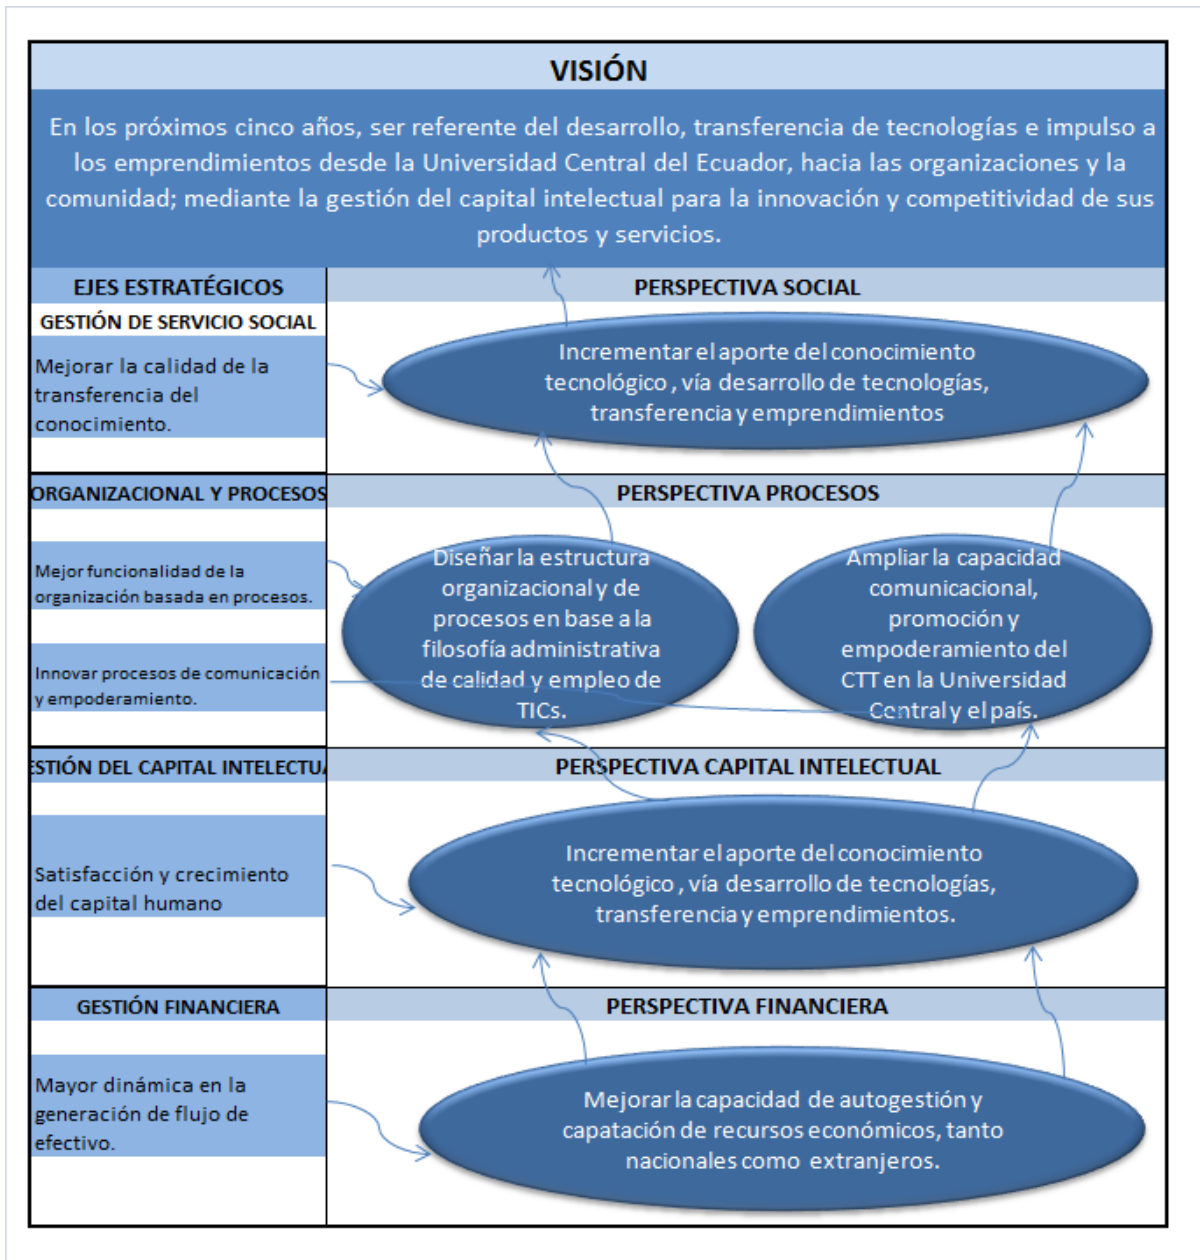 VISIÓN
En los próximos cinco años, ser referente del desarrollo, transferencia de tecnologías e impulso a
los emprendimientos desde la Universidad Central del Ecuador, hacia las organizaciones y la
comunidad; mediante la gestión del capital intelectual para la innovación y competitividad de sus
productos y servicios.
EJES ESTRATÉGICOS
PERSPECTIVA SOCIAL
GESTIÓN DE SERVICIO SOCIAL
Mejorar la calidad de la
transferencia del
conocimiento.
Incrementar el aporte del conocimiento
tecnológico , vía desarrollo de tecnologías,
transferencia y emprendimientos
ORGANIZACIONAL Y PROCESOS
PERSPECTIVA PROCESOS
Mejor funcionalidad de la
organización basada en procesos.
Innovar procesos de comunicación
y empoderamiento.
Diseñar la estructura
organizacional y de
procesos en base a la
filosofía administrativa
de calidad y empleo de
TICs.
Ampliar la capacidad
comunicacional,
promoción y
empoderamiento del
CTT en la Universidad
Central y el país.
ESTIÓN DEL CAPITAL INTELECTUA
PERSPECTIVA CAPITAL INTELECTUAL
Satisfacción y crecimiento
del capital humano
Incrementar el aporte del conocimiento
tecnológico , vía desarrollo de tecnologías,
transferencia y emprendimientos.
GESTIÓN FINANCIERA
PERSPECTIVA FINANCIERA
Mayor dinámica en la
generación de flujo de
efectivo.
Mejorar la capacidad de autogestión y
capatación de recursos económicos, tanto
nacionales como extranjeros.